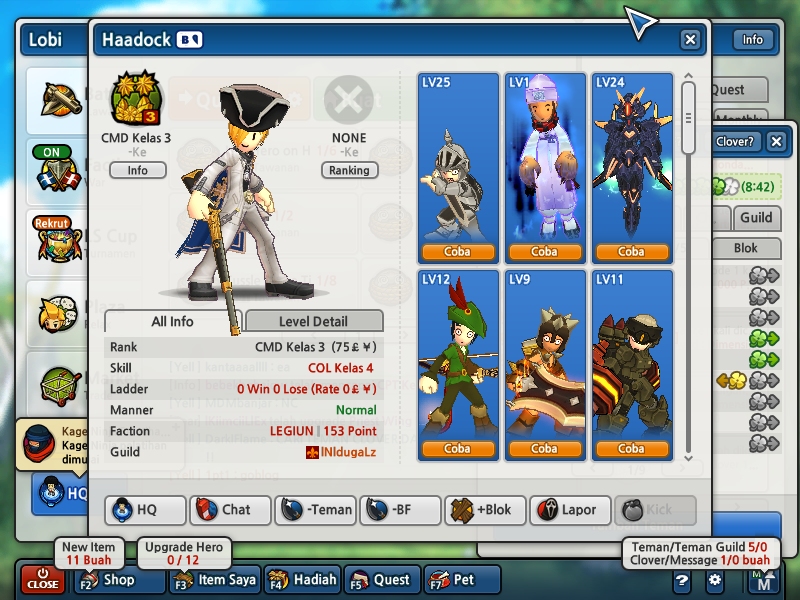 Lobi
Haadock B
Info
LV25
LV1
LV24
Quest
CMD Kelas 3
-Ke
Info
NONE
-Ke
Ranking
Clover?
ON
(8:42)
Guild
Coba
Coba
Coba
Blok
Rekrut
LV12
LV9
LV11
All Info
Level Detail
Rank CMD Kelas 3 (75£¥)
Skill COL Kelas 4
Ladder 0 Win 0 Lose (Rate 0£¥)
Manner Normal
Faction LEGIUN | 153 Point
Guild INIdugaLz
Coba
Coba
Coba
Kage
Kage
dimu
HQ
HQ
Chat
-Teman
-BF
+Blok
Lapor
Kick
New Item
11 Buah
Upgrade Hero
0 / 12
Teman/Teman Guild 5/0
Clover/Message 1/0 buah
CLOSE
F2 Shop
F3 Item Saya
F4 Hadiah
F5 Quest
F7 Pet
?
M